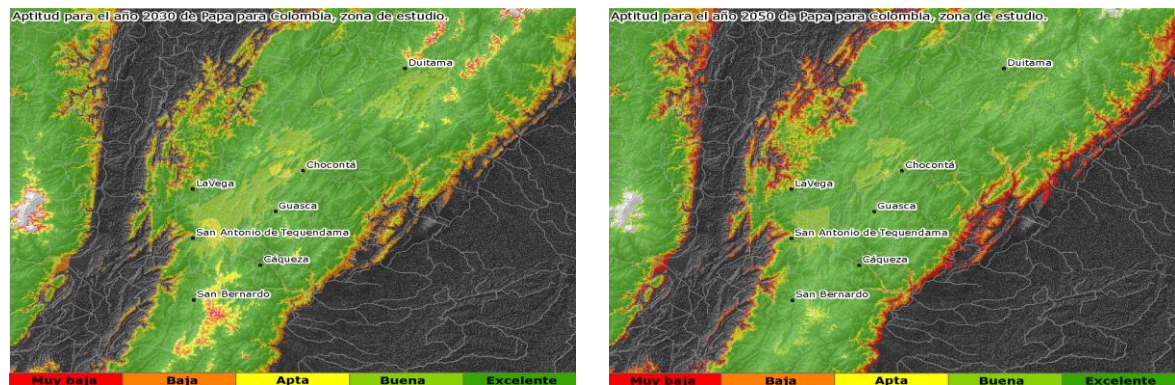 Aptitud para el año 2030 de Papa para Colombia, zona de estudio.
Duitama
Chocontá
LaVega
Guasca
San Antonio de Tequendama
Cáqueza
San Bernardo
Muy baja Baja Apta Buena Excelente
Aptitud para el año 2050 de Papa para Colombia, zona de estudio.
Duitama
Chocontá
LaVega
Guasca
San Antonio de Tequendama
Cáqueza
San Bernardo
Muy baja Baja Apta Buena Excelente